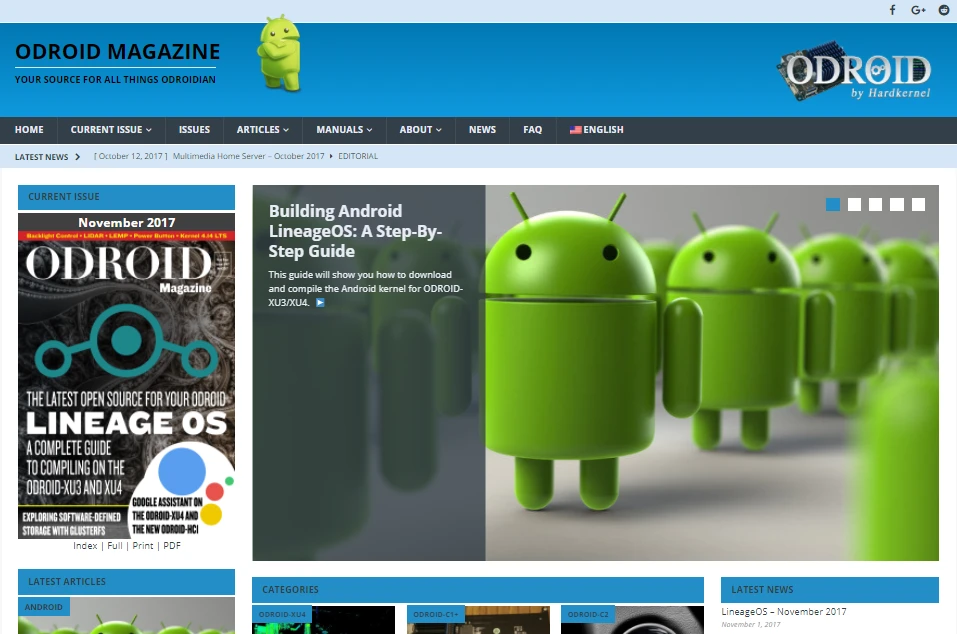 ODROID MAGAZINE
YOUR SOURCE FOR ALL THINGS ODROIDIAN
ODROID
by Hardkernel
HOME CURRENT ISSUE ISSUES ARTICLES MANUALS ABOUT NEWS FAQ ENGLISH
LATEST NEWS [ October 12, 2017 ] Multimedia Home Server – October 2017 EDITORIAL
CURRENT ISSUE
November 2017
Backlight Control • LIDAR • LEMP • Power Button • Kernel 4.14 LTS
ODROID
Magazine
THE LATEST OPEN SOURCE FOR YOUR ODROID
LINEAGE OS
A COMPLETE GUIDE
TO COMPILING ON THE
ODROID-XU3 AND XU4
GOOGLE ASSISTANT ON
THE ODROID-XU4 AND
THE NEW ODROID-HC1
EXPLORING SOFTWARE-DEFINED
STORAGE WITH GLUSTERFS
Index | Full | Print | PDF
Building Android
LineageOS: A Step-By-
Step Guide
This guide will show you how to download
and compile the Android kernel for ODROID-
XU3/XU4.
LATEST ARTICLES
ANDROID
CATEGORIES
ODROID-XU4
ODROID-C1+
ODROID-C2
LATEST NEWS
LineageOS – November 2017
November 1, 2017